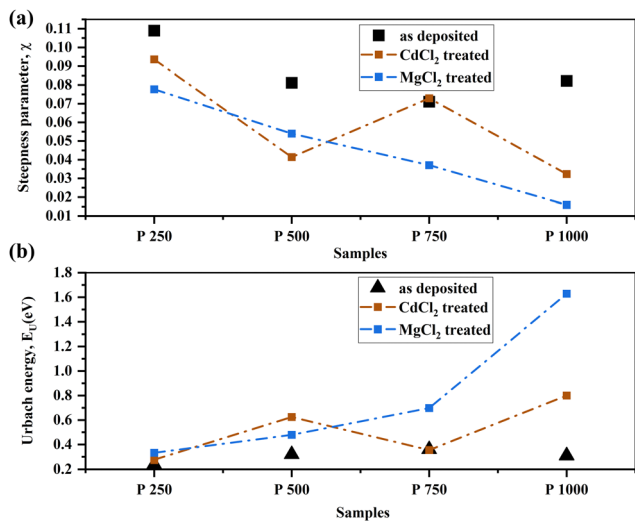 (a)
Steepness parameter, χ
0.11
0.10
0.09
0.08
0.07
0.06
0.05
0.04
0.03
0.02
0.01
as deposited
CdCl₂ treated
MgCl₂ treated
P 250
P 500
P 750
P 1000
Samples
(b)
Urbach energy, E_U(eV)
1.8
1.6
1.4
1.2
1.0
0.8
0.6
0.4
0.2
as deposited
CdCl₂ treated
MgCl₂ treated
P 250
P 500
P 750
P 1000
Samples